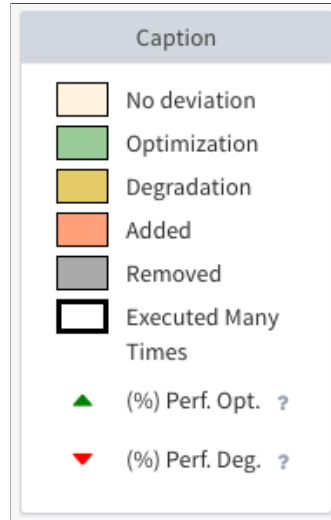 Caption
No deviation
Optimization
Degradation
Added
Removed
Executed Many
Times
(%) Perf. Opt. ?
(%) Perf. Deg. ?